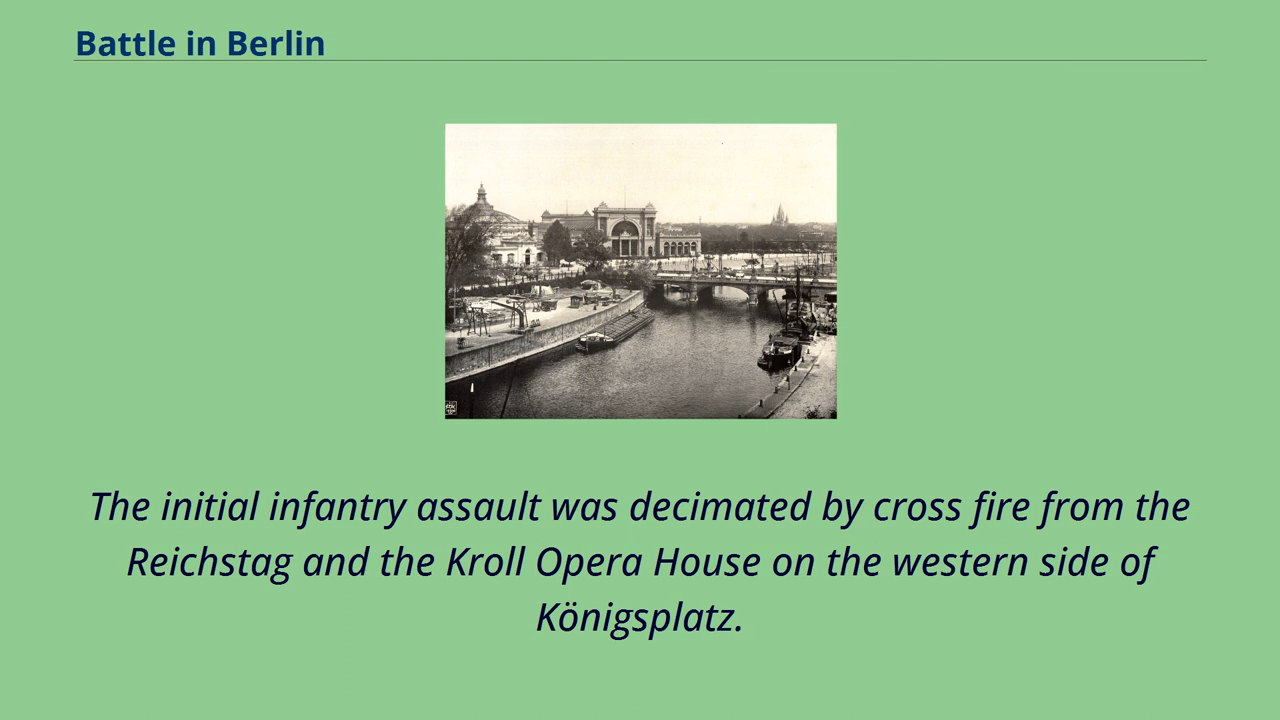 Battle in Berlin
The initial infantry assault was decimated by cross fire from the
Reichstag and the Kroll Opera House on the western side of
Königsplatz.